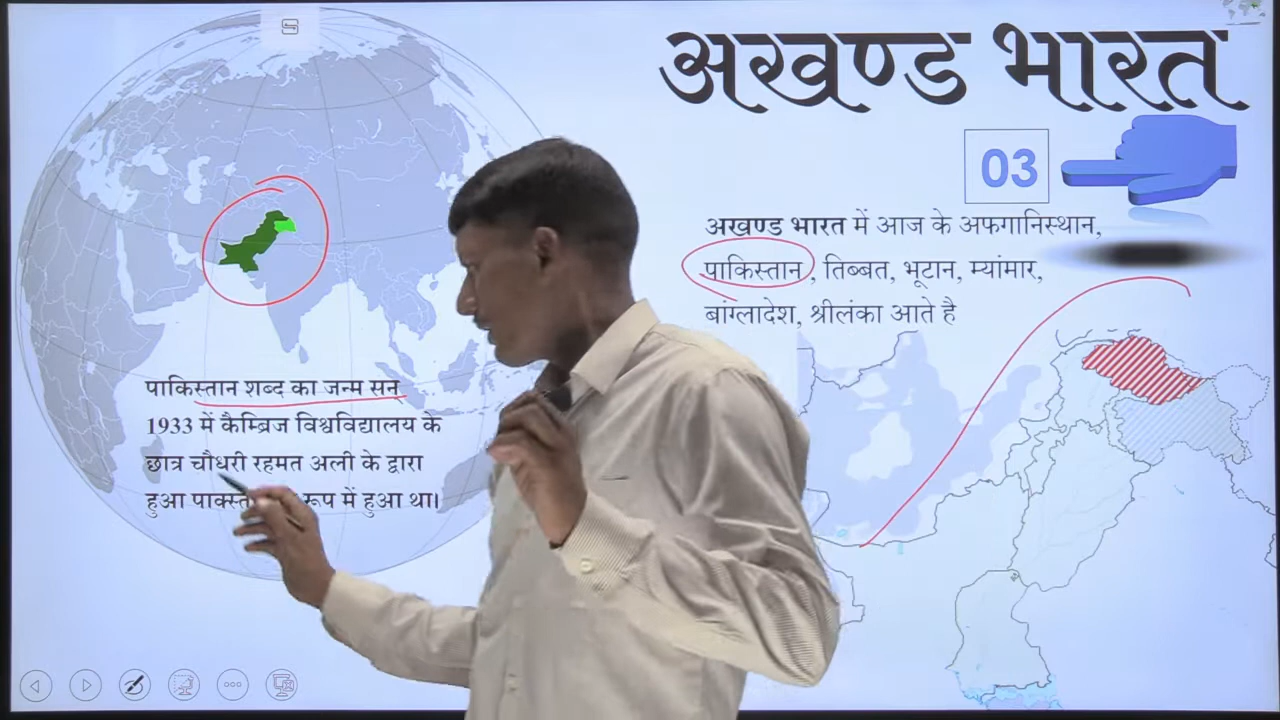 अखण्ड भारत
03
अखण्ड भारत में आज के अफगानिस्थान,
पाकिस्तान, तिब्बत, भूटान, म्यांमार,
बांग्लादेश, श्रीलंका आते है
पाकिस्तान शब्द का जन्म सन्
1933 में कैम्ब्रिज विश्वविद्यालय के
छात्र चौधरी रहमत अली के द्वारा
हुआ रूप में हुआ था।